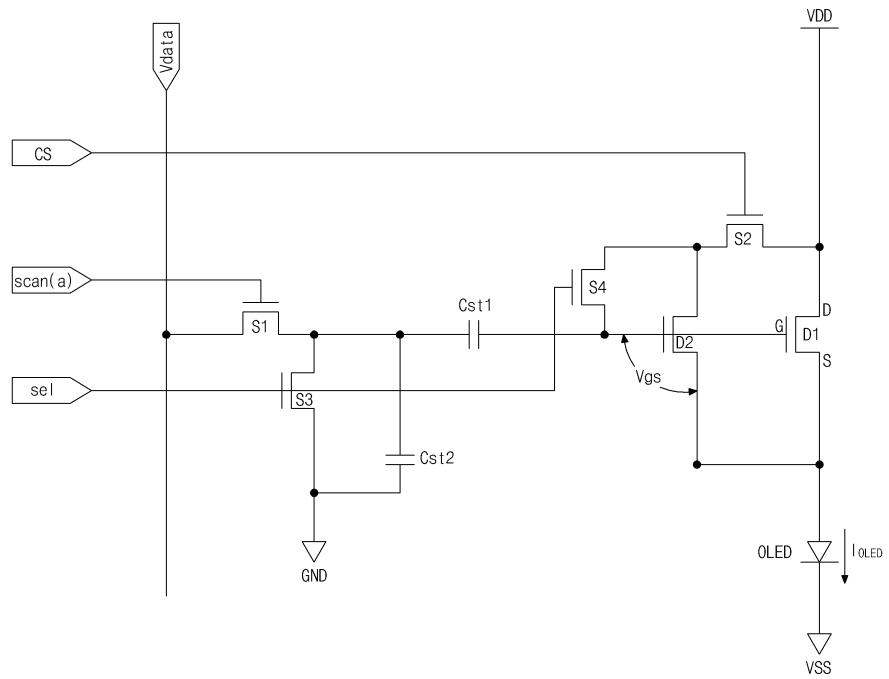 VDD
Vdata
CS
S2
scan(a)
S4
Cst1
D
S1
G
D1
D2
S
Vgs
sel
S3
Cst2
OLED
IOLED
GND
VSS